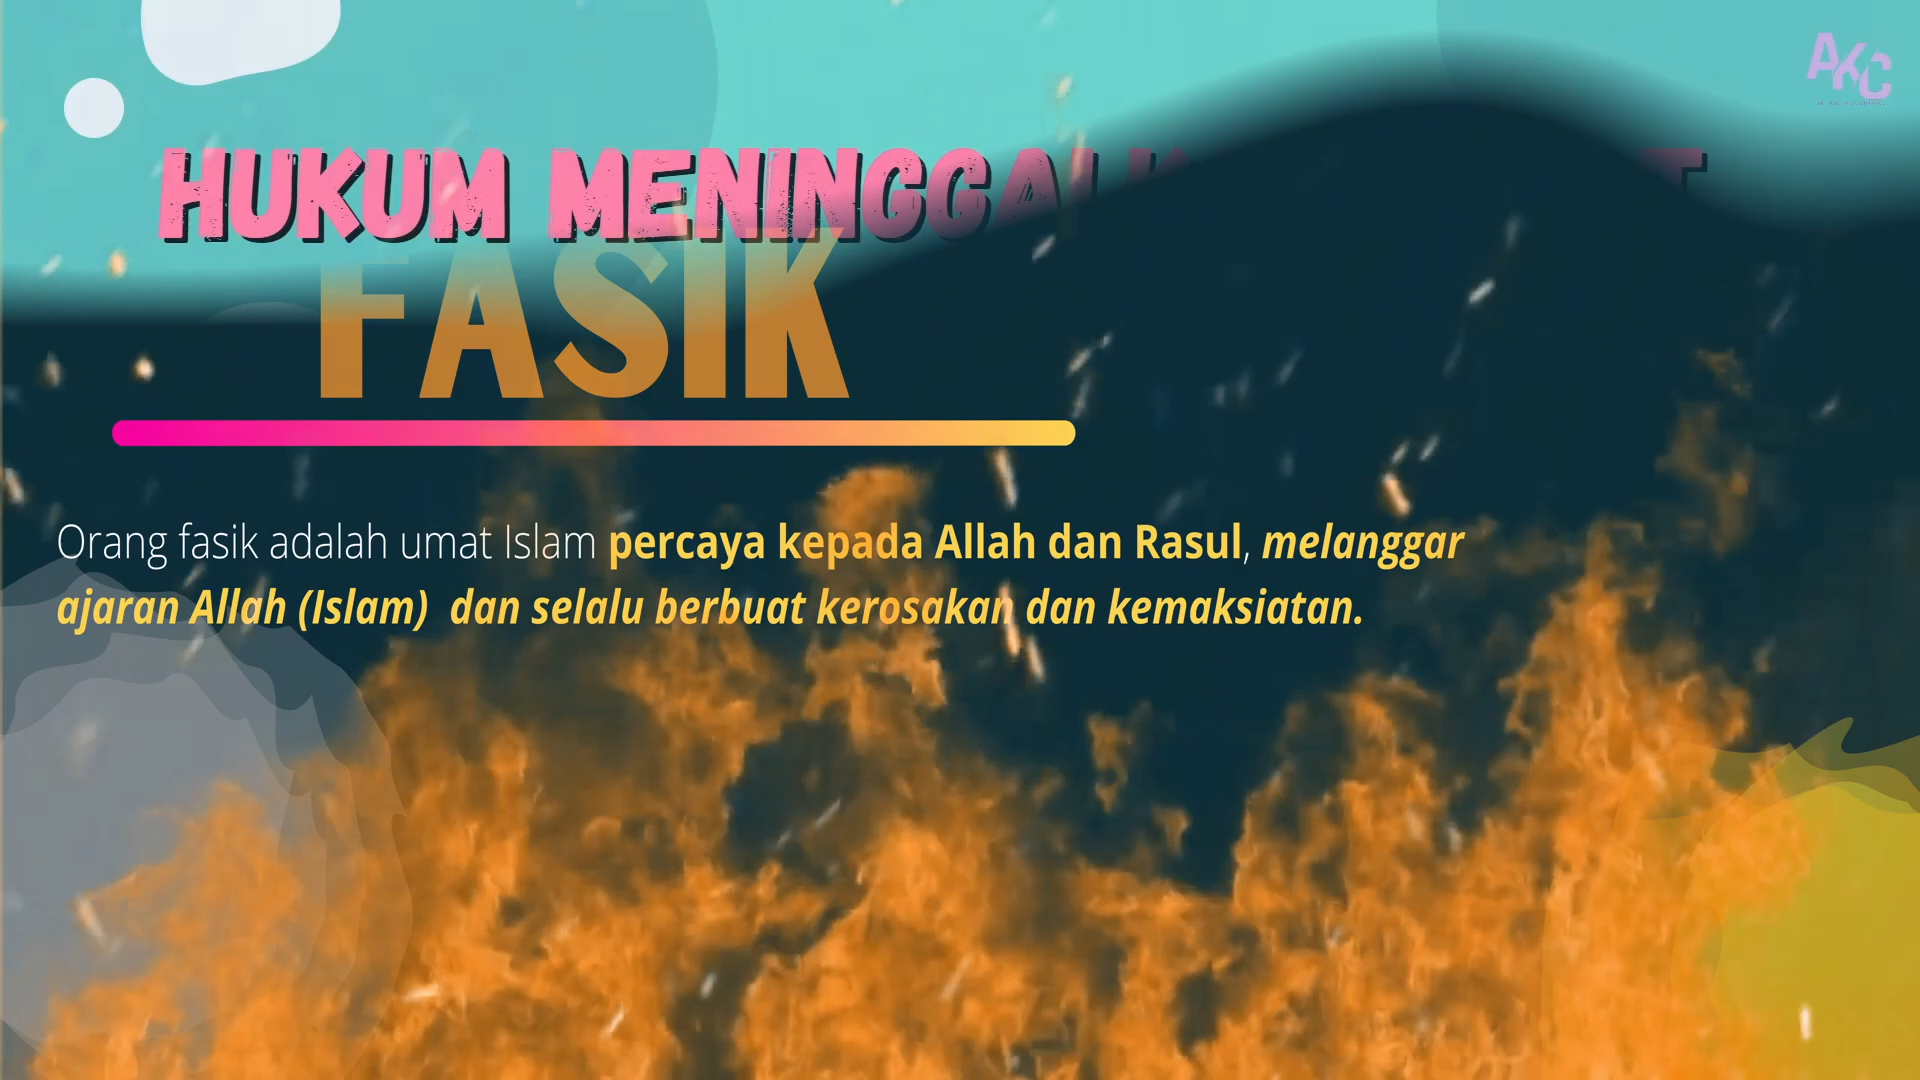 AKC
HUKUM
FASIK
Orang fasik adalah umat Islam percaya kepada Allah dan Rasul, melanggar
ajaran Allah (Islam) dan selalu berbuat kerosakan dan kemaksiatan.